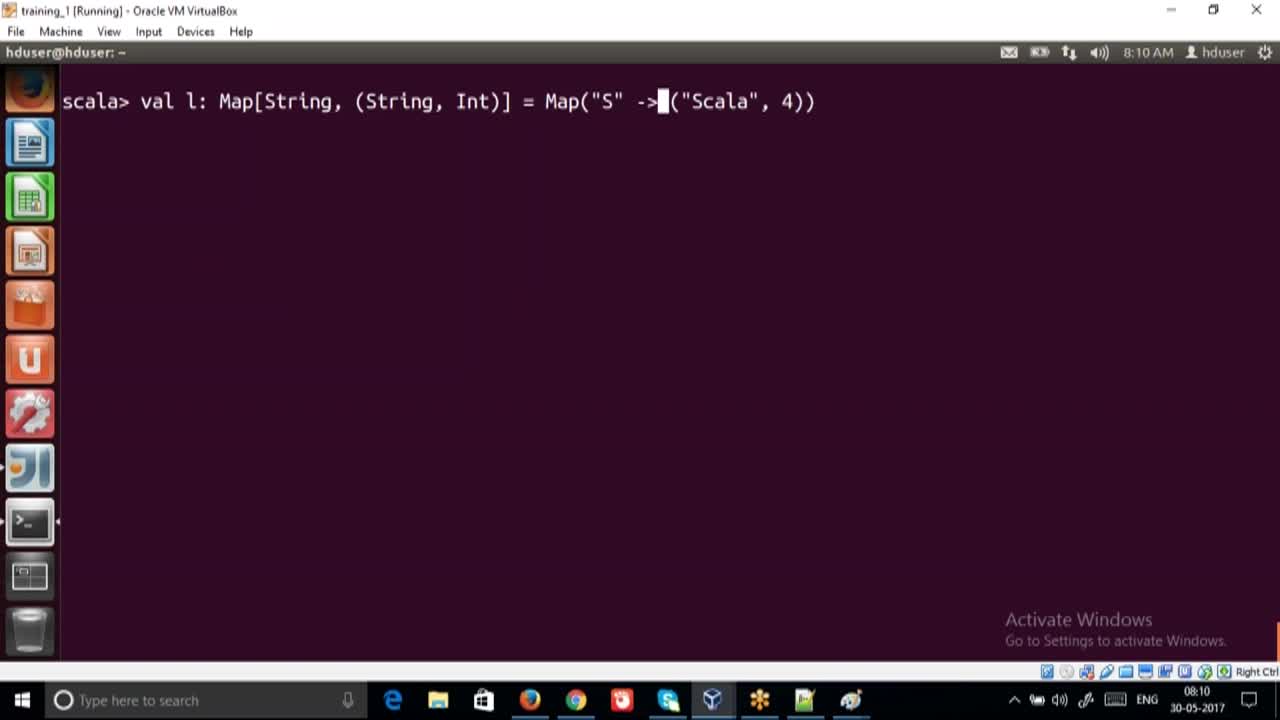 training_1 [Running] - Oracle VM VirtualBox
File Machine View Input Devices Help
hduser@hduser: ~
8:10 AM hduser
scala> val l: Map[String, (String, Int)] = Map("S" -> ("Scala", 4))
Activate Windows
Go to Settings to activate Windows.
Right Ctrl
Type here to search
ENG
08:10
30-05-2017